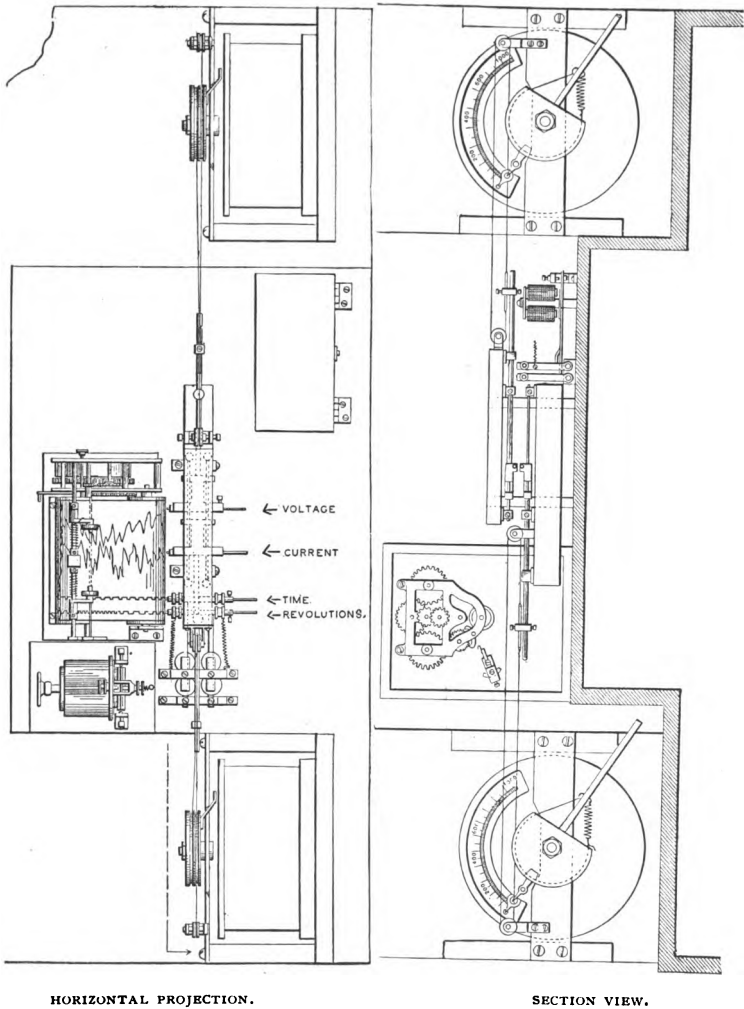 ← VOLTAGE
← CURRENT
← TIME.
← REVOLUTIONS.
HORIZONTAL PROJECTION.
SECTION VIEW.